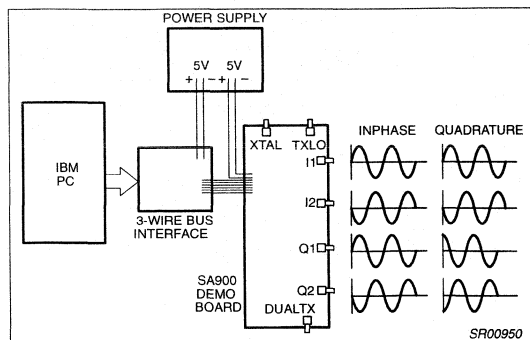 POWER SUPPLY
5V 5V
+ − + −
IBM
PC
3-WIRE BUS
INTERFACE
SA900
DEMO
BOARD
XTAL TXLO
I1
I2
Q1
Q2
DUALTX
INPHASE QUADRATURE
SR00950